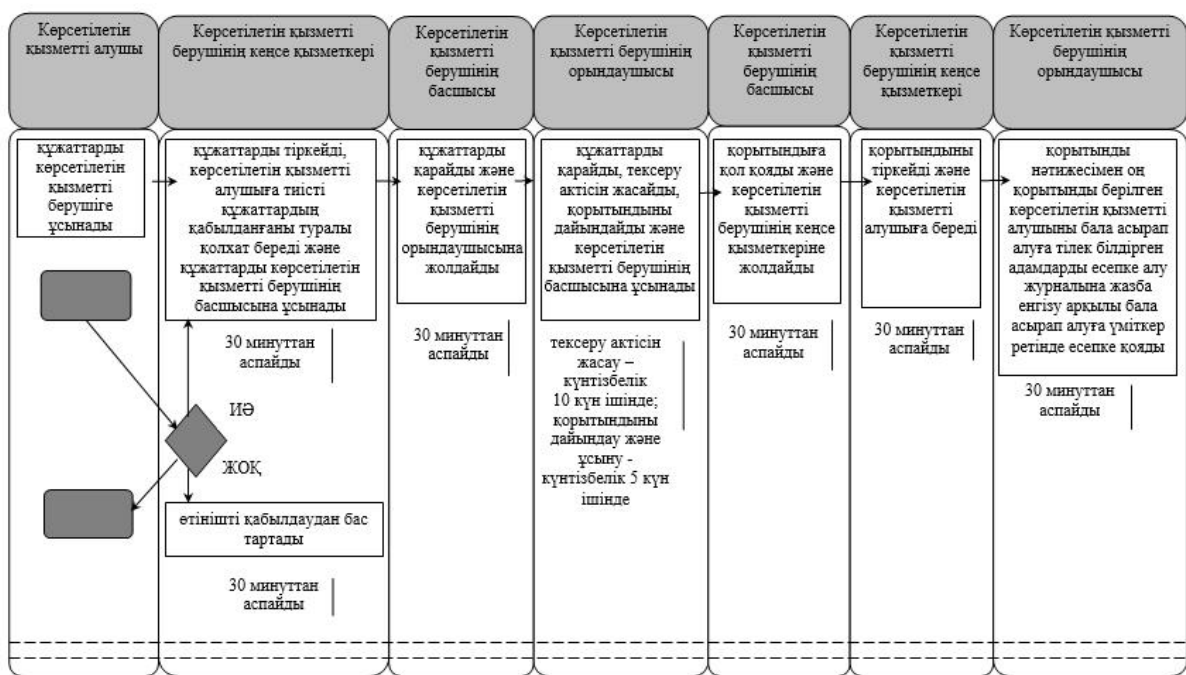 Көрсетілетін
қызметті алушы
Көрсетілетін қызметті
берушінің кеңсе қызметкері
Көрсетілетін
қызметті
берушінің
басшысы
Көрсетілетін
қызметті берушінің
орындаушысы
Көрсетілетін
қызметті
берушінің
басшысы
Көрсетілетін
қызметті
берушінің кеңсе
қызметкері
Көрсетілетін қызметті
берушінің
орындаушысы
құжаттарды
көрсетілетін
қызметті
берушіге
ұсынады
құжаттарды тіркейді,
көрсетілетін қызметті
алушыға тиісті
құжаттардың
қабылданғаны туралы
қолхат береді және
құжаттарды көрсетілетін
қызметті берушінің
басшысына ұсынады
30 минуттан
аспайды
ИӘ
ЖОҚ
өтінішті қабылдаудан бас
тартады
30 минуттан
аспайды
құжаттарды
қарайды және
көрсетілетін
қызметті
берушінің
орындаушысына
жолдайды
30 минуттан
аспайды
құжаттарды
қарайды, тексеру
актісін жасайды,
қорытындыны
дайындайды және
көрсетілетін
қызметті берушінің
басшысына ұсынады
тексеру актісін
жасау –
күнтізбелік
10 күн ішінде;
қорытындыны
дайындау және
ұсыну -
күнтізбелік 5 күн
ішінде
қорытындыға
қол қояды және
көрсетілетін
қызметті
берушінің кеңсе
қызметкеріне
жолдайды
30 минуттан
аспайды
қорытындыны
тіркейді және
көрсетілетін
қызметті
алушыға береді
30 минуттан
аспайды
қорытынды
нәтижесімен оң
қорытынды берілген
көрсетілетін қызметті
алушыны бала асырап
алуға тілек білдірген
адамдарды есепке алу
журналына жазба
енгізу арқылы бала
асырап алуға үміткер
ретінде есепке қояды
30 минуттан
аспайды